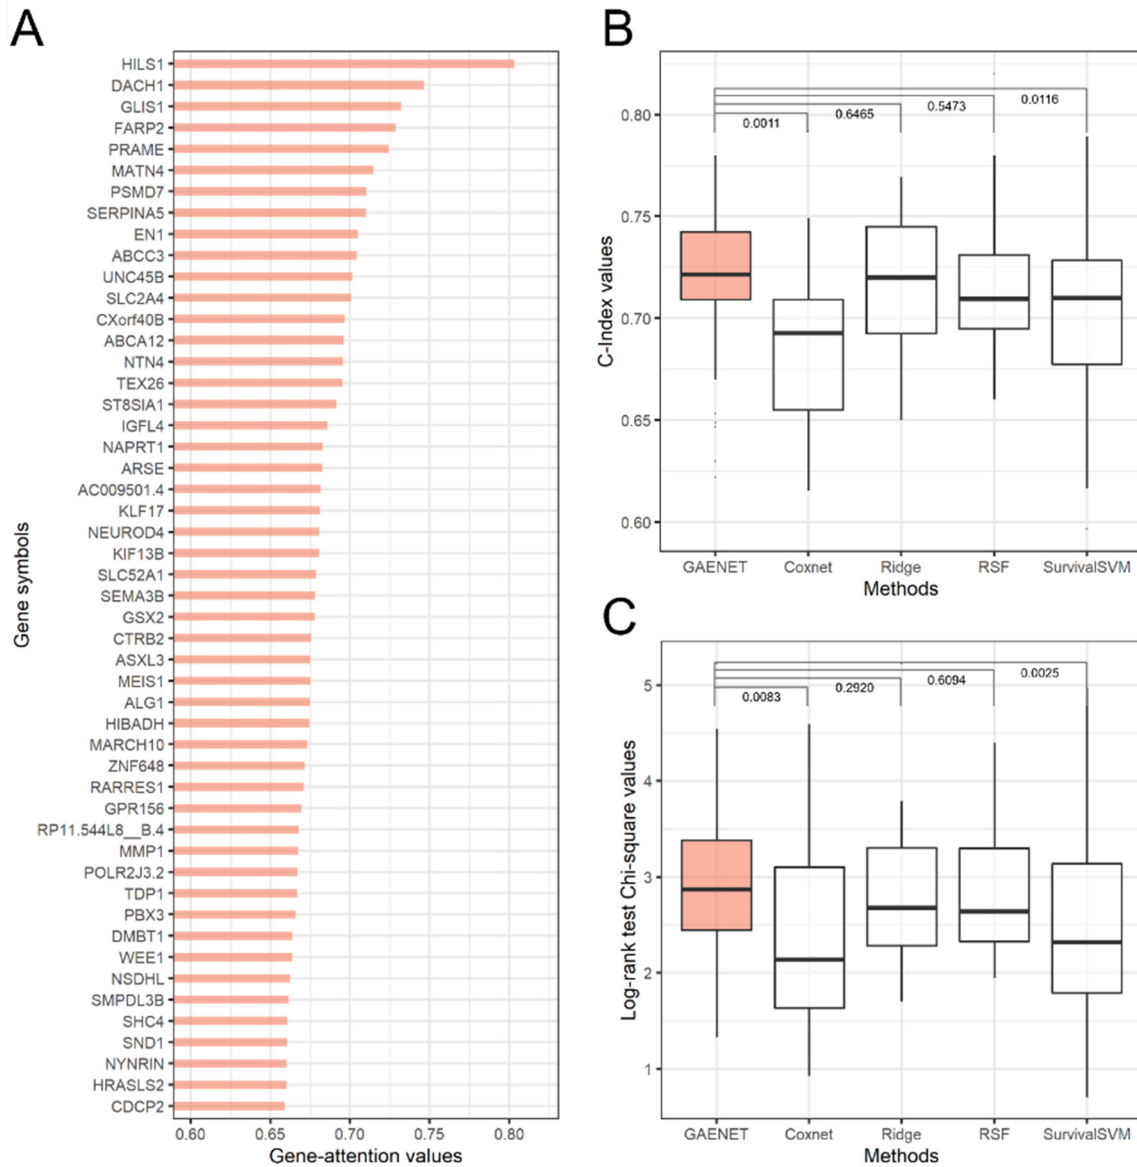 A
Gene symbols
HILS1
DACH1
GLIS1
FARP2
PRAME
MATN4
PSMD7
SERPINA5
EN1
ABCC3
UNC45B
SLC2A4
CXorf40B
ABCA12
NTN4
TEX26
ST8SIA1
IGFL4
NAPRT1
ARSE
AC009501.4
KLF17
NEUROD4
KIF13B
SLC52A1
SEMA3B
GSX2
CTRB2
ASXL3
MEIS1
ALG1
HIBADH
MARCH10
ZNF648
RARRES1
GPR156
RP11.544L8__B.4
MMP1
POLR2J3.2
TDP1
PBX3
DMBT1
WEE1
NSDHL
SMPDL3B
SHC4
SND1
NYNRIN
HRASLS2
CDCP2
0.60 0.65 0.70 0.75 0.80
Gene-attention values
B
C-Index values
0.80
0.75
0.70
0.65
0.60
0.0011 0.6465 0.5473 0.0116
GAENET Coxnet Ridge RSF SurvivalSVM
Methods
C
Log-rank test Chi-square values
5
4
3
2
1
0.0083 0.2920 0.6094 0.0025
GAENET Coxnet Ridge RSF SurvivalSVM
Methods